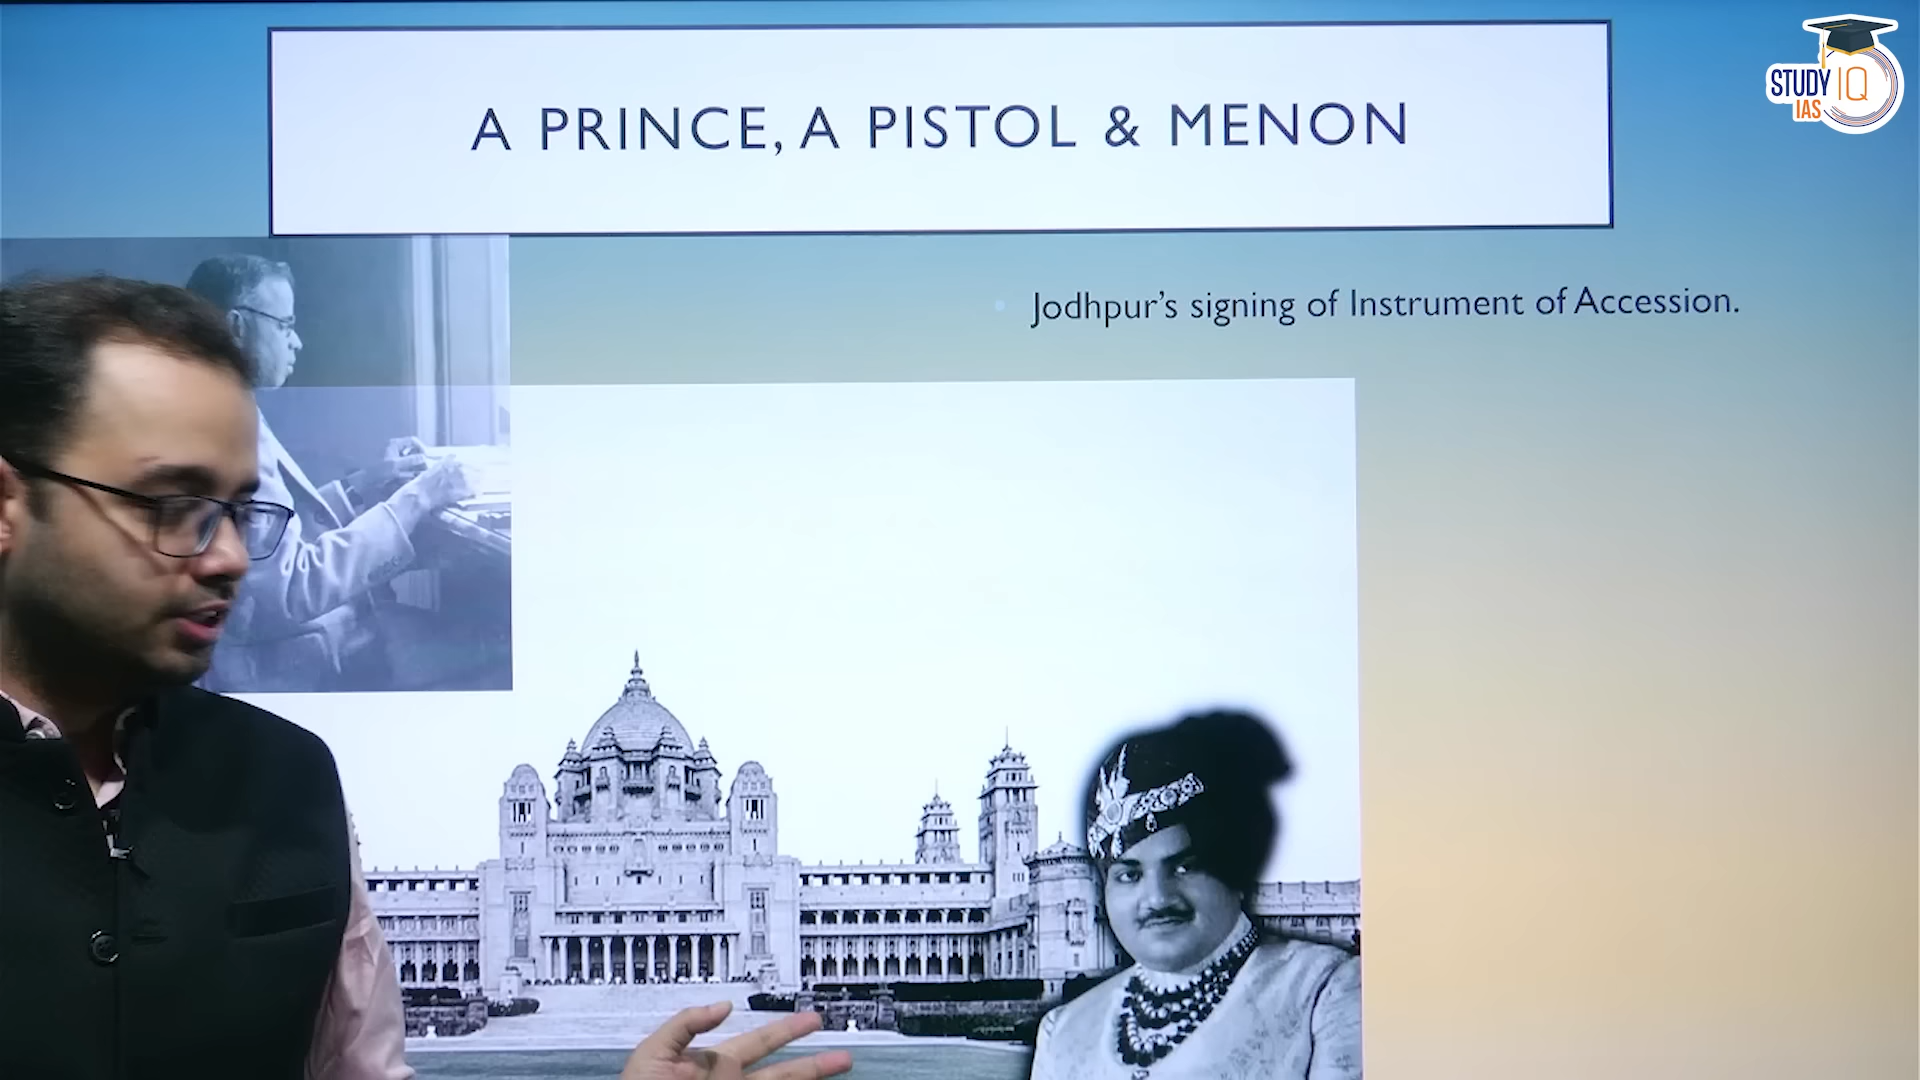 A PRINCE, A PISTOL & MENON
STUDY IQ
IAS
Jodhpur's signing of Instrument of Accession.